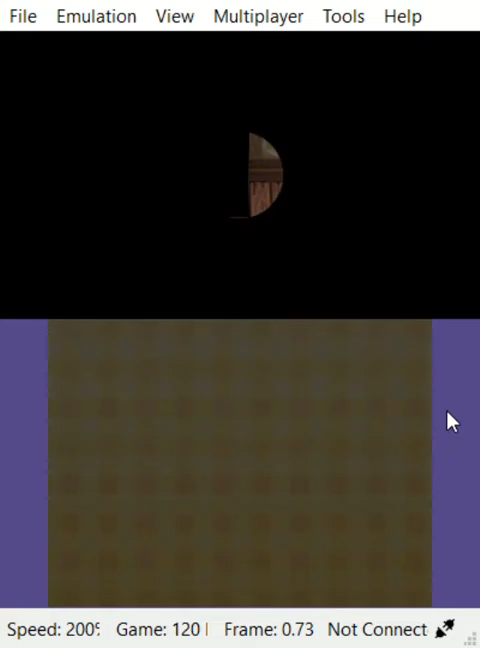 File Emulation View Multiplayer Tools Help
Speed: 200% Game: 120 Frame: 0.73 Not Connect